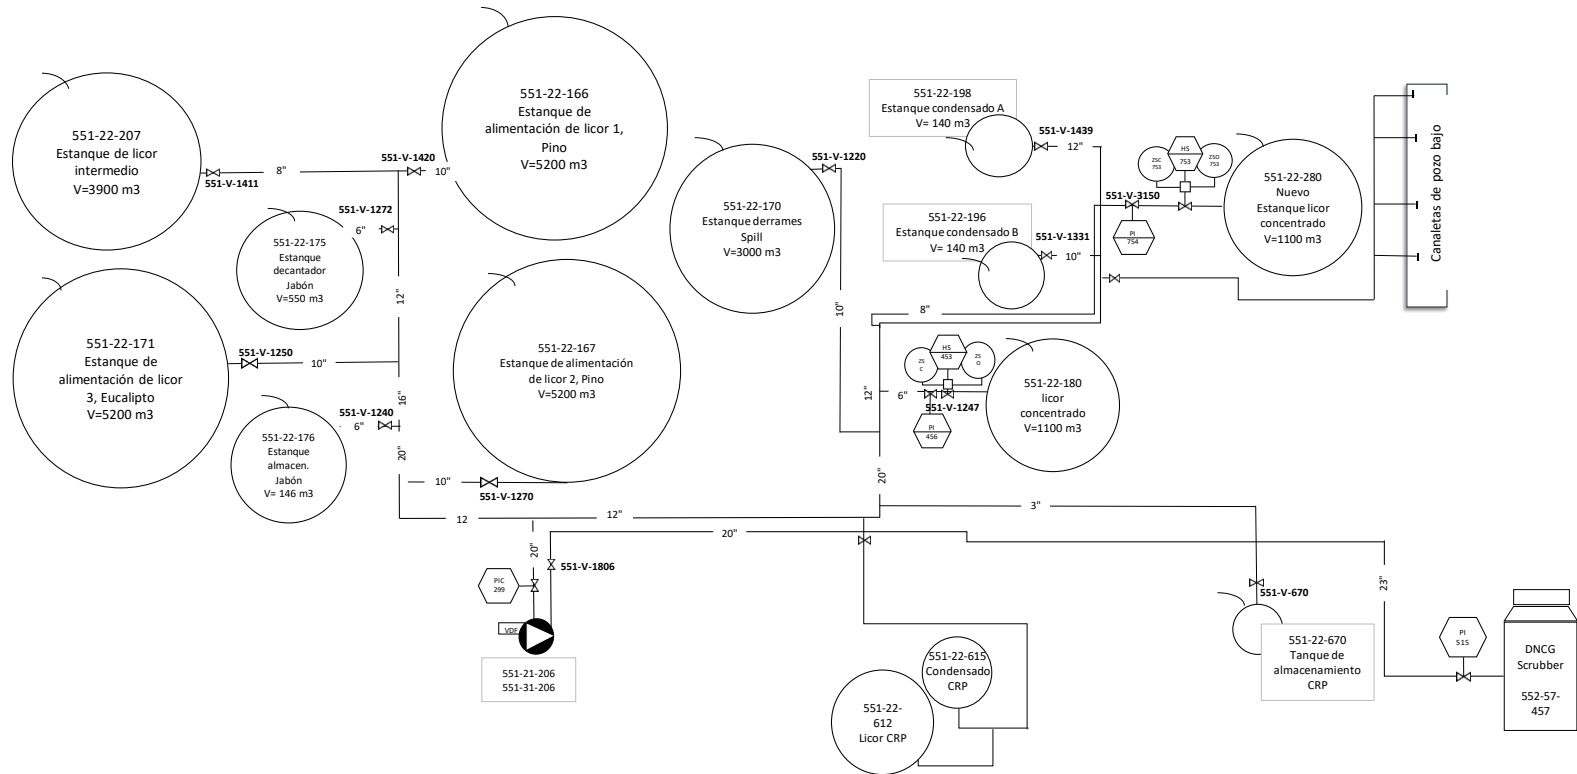 551-22-207
Estanque de licor
intermedio
V=3900 m3
551-V-1411
8"
551-V-1420
10"
551-22-166
Estanque de
alimentación de licor 1,
Pino
V=5200 m3
551-V-1272
6"
551-22-175
Estanque
decantador
Jabón
V=550 m3
12"
551-22-171
Estanque de
alimentación de licor
3, Eucalipto
V=5200 m3
551-V-1250
10"
16"
551-V-1240
6"
20"
551-22-176
Estanque
almacen.
Jabón
V= 146 m3
551-22-167
Estanque de alimentación
de licor 2, Pino
V=5200 m3
10"
551-V-1270
12
12"
20"
551-22-170
Estanque derrames
Spill
V=3000 m3
551-V-1220
10"
551-22-198
Estanque condensado A
V= 140 m3
551-V-1439
12"
551-22-196
Estanque condensado B
V= 140 m3
551-V-1331
10"
8"
ZSC
753
HS
753
ZSO
753
551-V-3150
PI
754
551-22-280
Nuevo
Estanque licor
concentrado
V=1100 m3
Canaletas de pozo bajo
ZS
C
HS
453
ZS
O
12"
6"
551-V-1247
PI
456
551-22-180
licor
concentrado
V=1100 m3
20"
3"
20"
551-V-1806
PIC
299
VDF
551-21-206
551-31-206
551-22-615
Condensado
CRP
551-22-
612
Licor CRP
551-V-670
551-22-670
Tanque de
almacenamiento
CRP
23"
PI
515
DNCG
Scrubber
552-57-
457